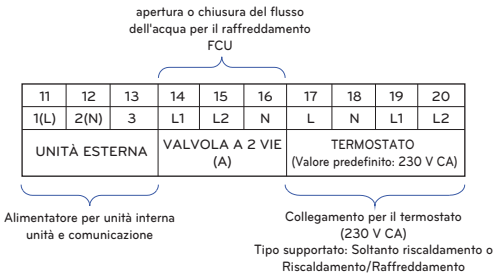 apertura o chiusura del flusso
dell'acqua per il raffreddamento
FCU
11 12 13 14 15 16 17 18 19 20
1(L) 2(N) 3 L1 L2 N L N L1 L2
UNITÀ ESTERNA
VALVOLA A 2 VIE
(A)
TERMOSTATO
(Valore predefinito: 230 V CA)
Alimentatore per unità interna
unità e comunicazione
Collegamento per il termostato
(230 V CA)
Tipo supportato: Soltanto riscaldamento o
Riscaldamento/Raffreddamento